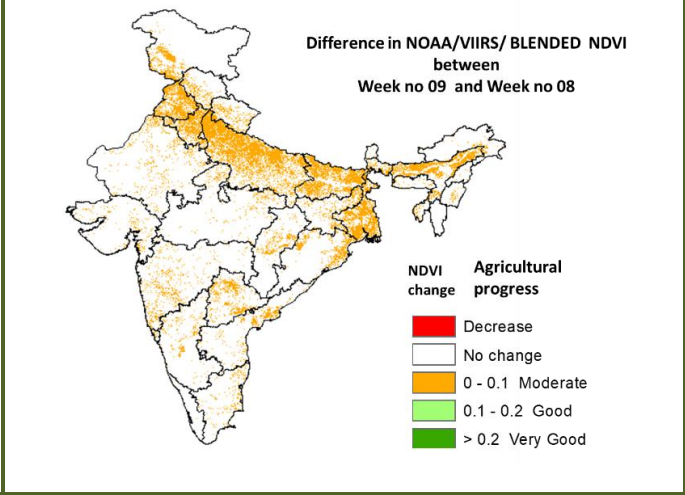 Difference in NOAA/VIIRS/ BLENDED NDVI
between
Week no 09 and Week no 08
NDVI change
Agricultural progress
Decrease
No change
0 - 0.1 Moderate
0.1 - 0.2 Good
> 0.2 Very Good